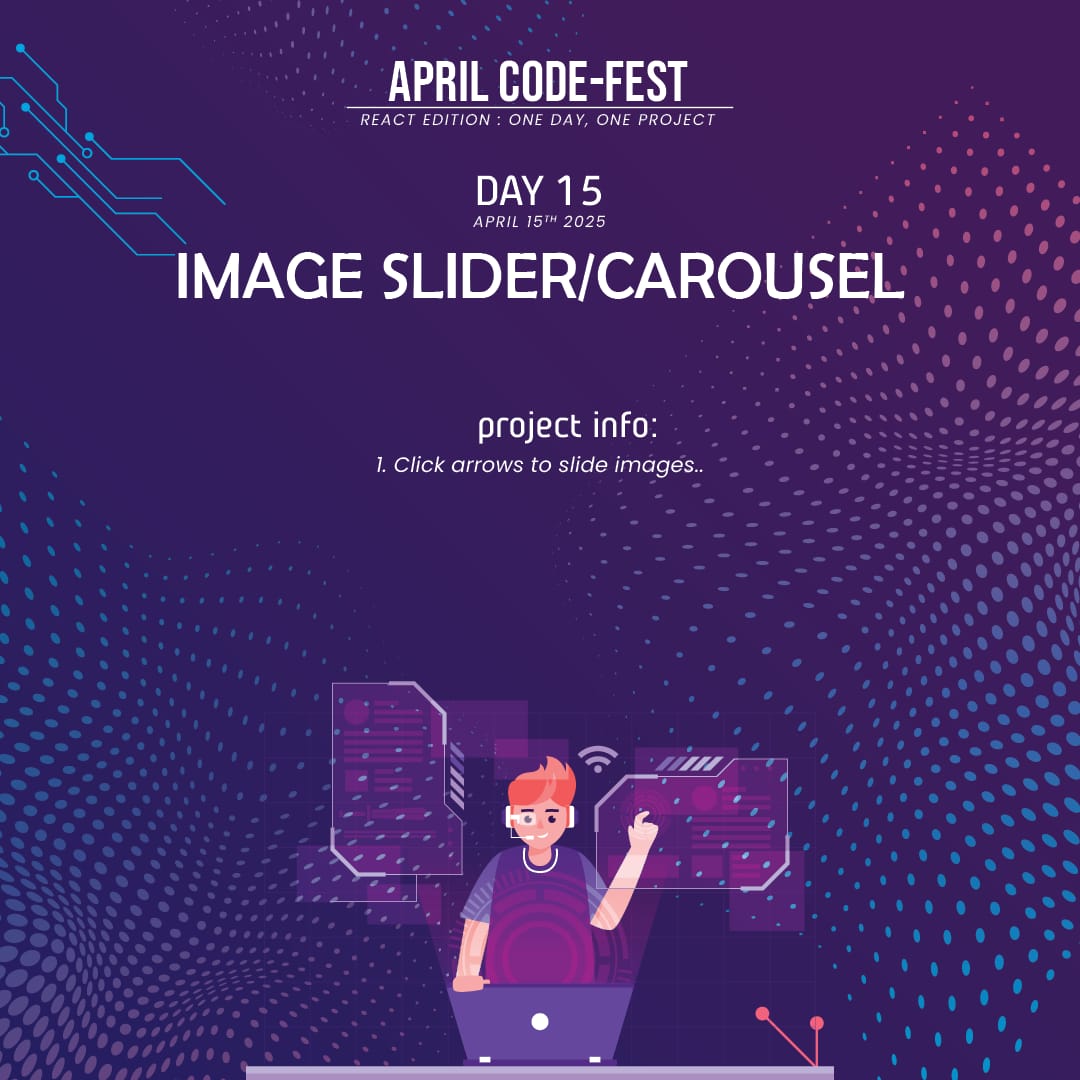 APRIL CODE-FEST
REACT EDITION : ONE DAY, ONE PROJECT
DAY 15
APRIL 15TH 2025
IMAGE SLIDER/CAROUSEL
project info:
1. Click arrows to slide images..